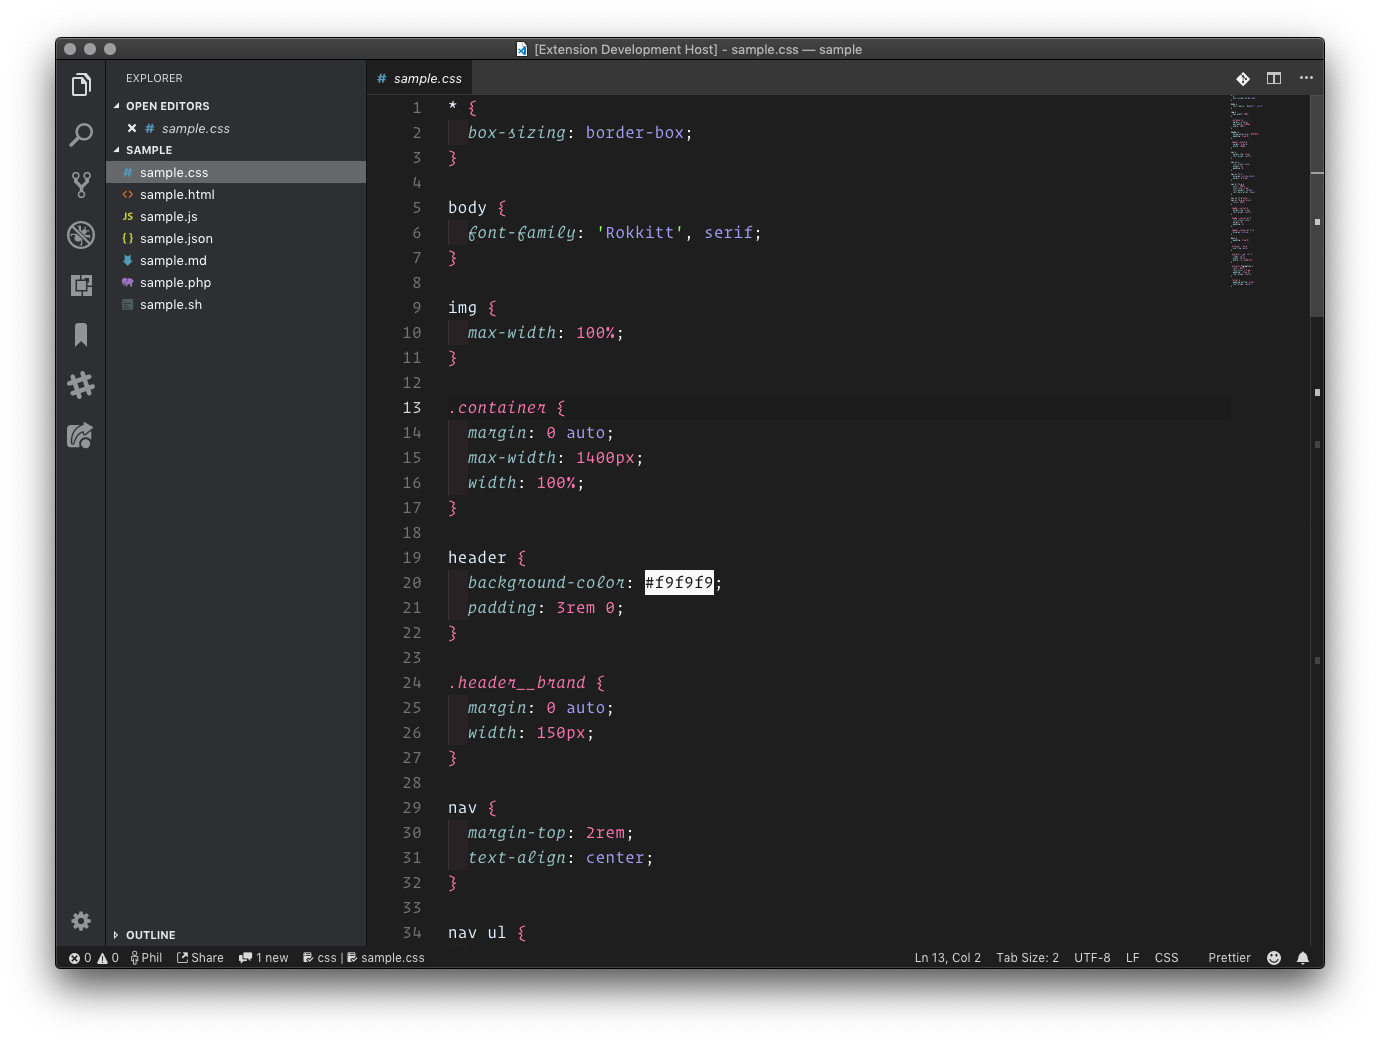 [Extension Development Host] - sample.css — sample
EXPLORER
OPEN EDITORS
sample.css
SAMPLE
# sample.css
<> sample.html
JS sample.js
{} sample.json
sample.md
sample.php
sample.sh
OUTLINE
# sample.css
1 * {
2 box-sizing: border-box;
3 }
4
5 body {
6 font-family: 'Rokkitt', serif;
7 }
8
9 img {
10 max-width: 100%;
11 }
12
13 .container {
14 margin: 0 auto;
15 max-width: 1400px;
16 width: 100%;
17 }
18
19 header {
20 background-color: #f9f9f9;
21 padding: 3rem 0;
22 }
23
24 .header__brand {
25 margin: 0 auto;
26 width: 150px;
27 }
28
29 nav {
30 margin-top: 2rem;
31 text-align: center;
32 }
33
34 nav ul {
0 0 Phil Share 1 new css | sample.css Ln 13, Col 2 Tab Size: 2 UTF-8 LF CSS Prettier